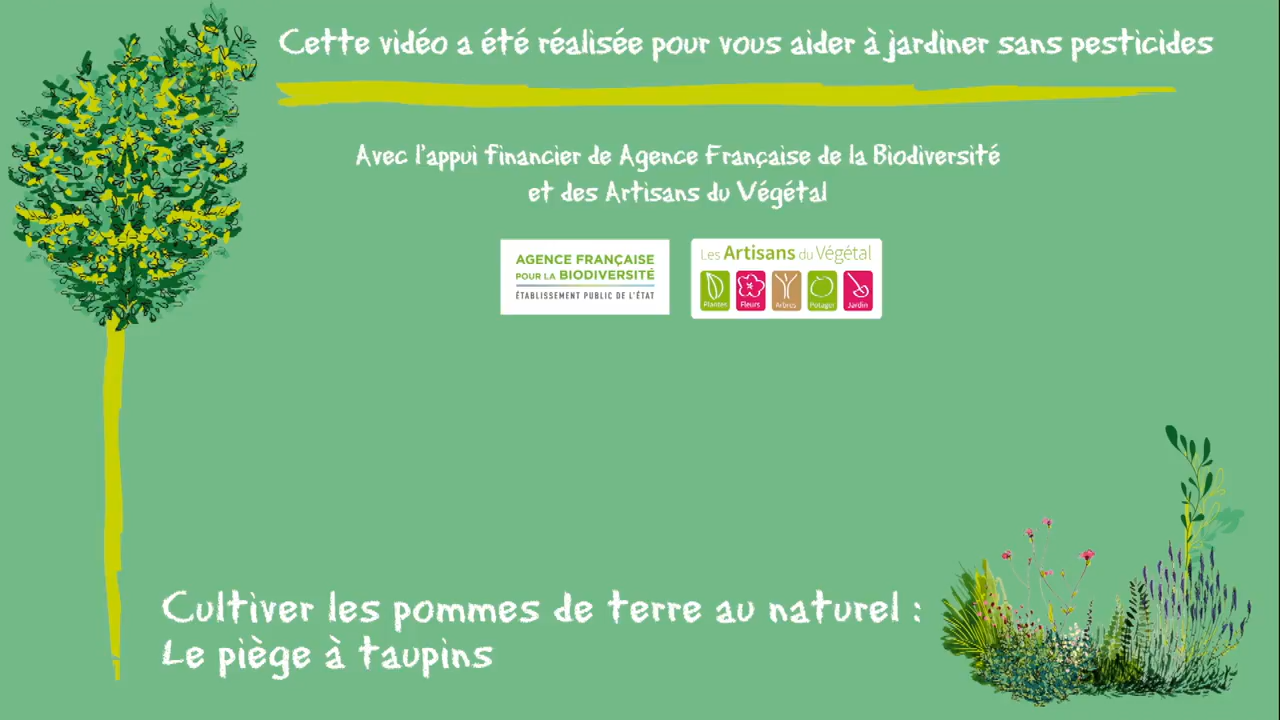 Cette vidéo a été réalisée pour vous aider à jardiner sans pesticides
Avec l'appui financier de Agence Française de la Biodiversité
et des Artisans du Végétal
AGENCE FRANÇAISE
POUR LA BIODIVERSITÉ
ÉTABLISSEMENT PUBLIC DE L'ÉTAT
Les Artisans du Végétal
Plantes Fleurs Arbres Potager Jardin
Cultiver les pommes de terre au naturel :
Le piège à taupins